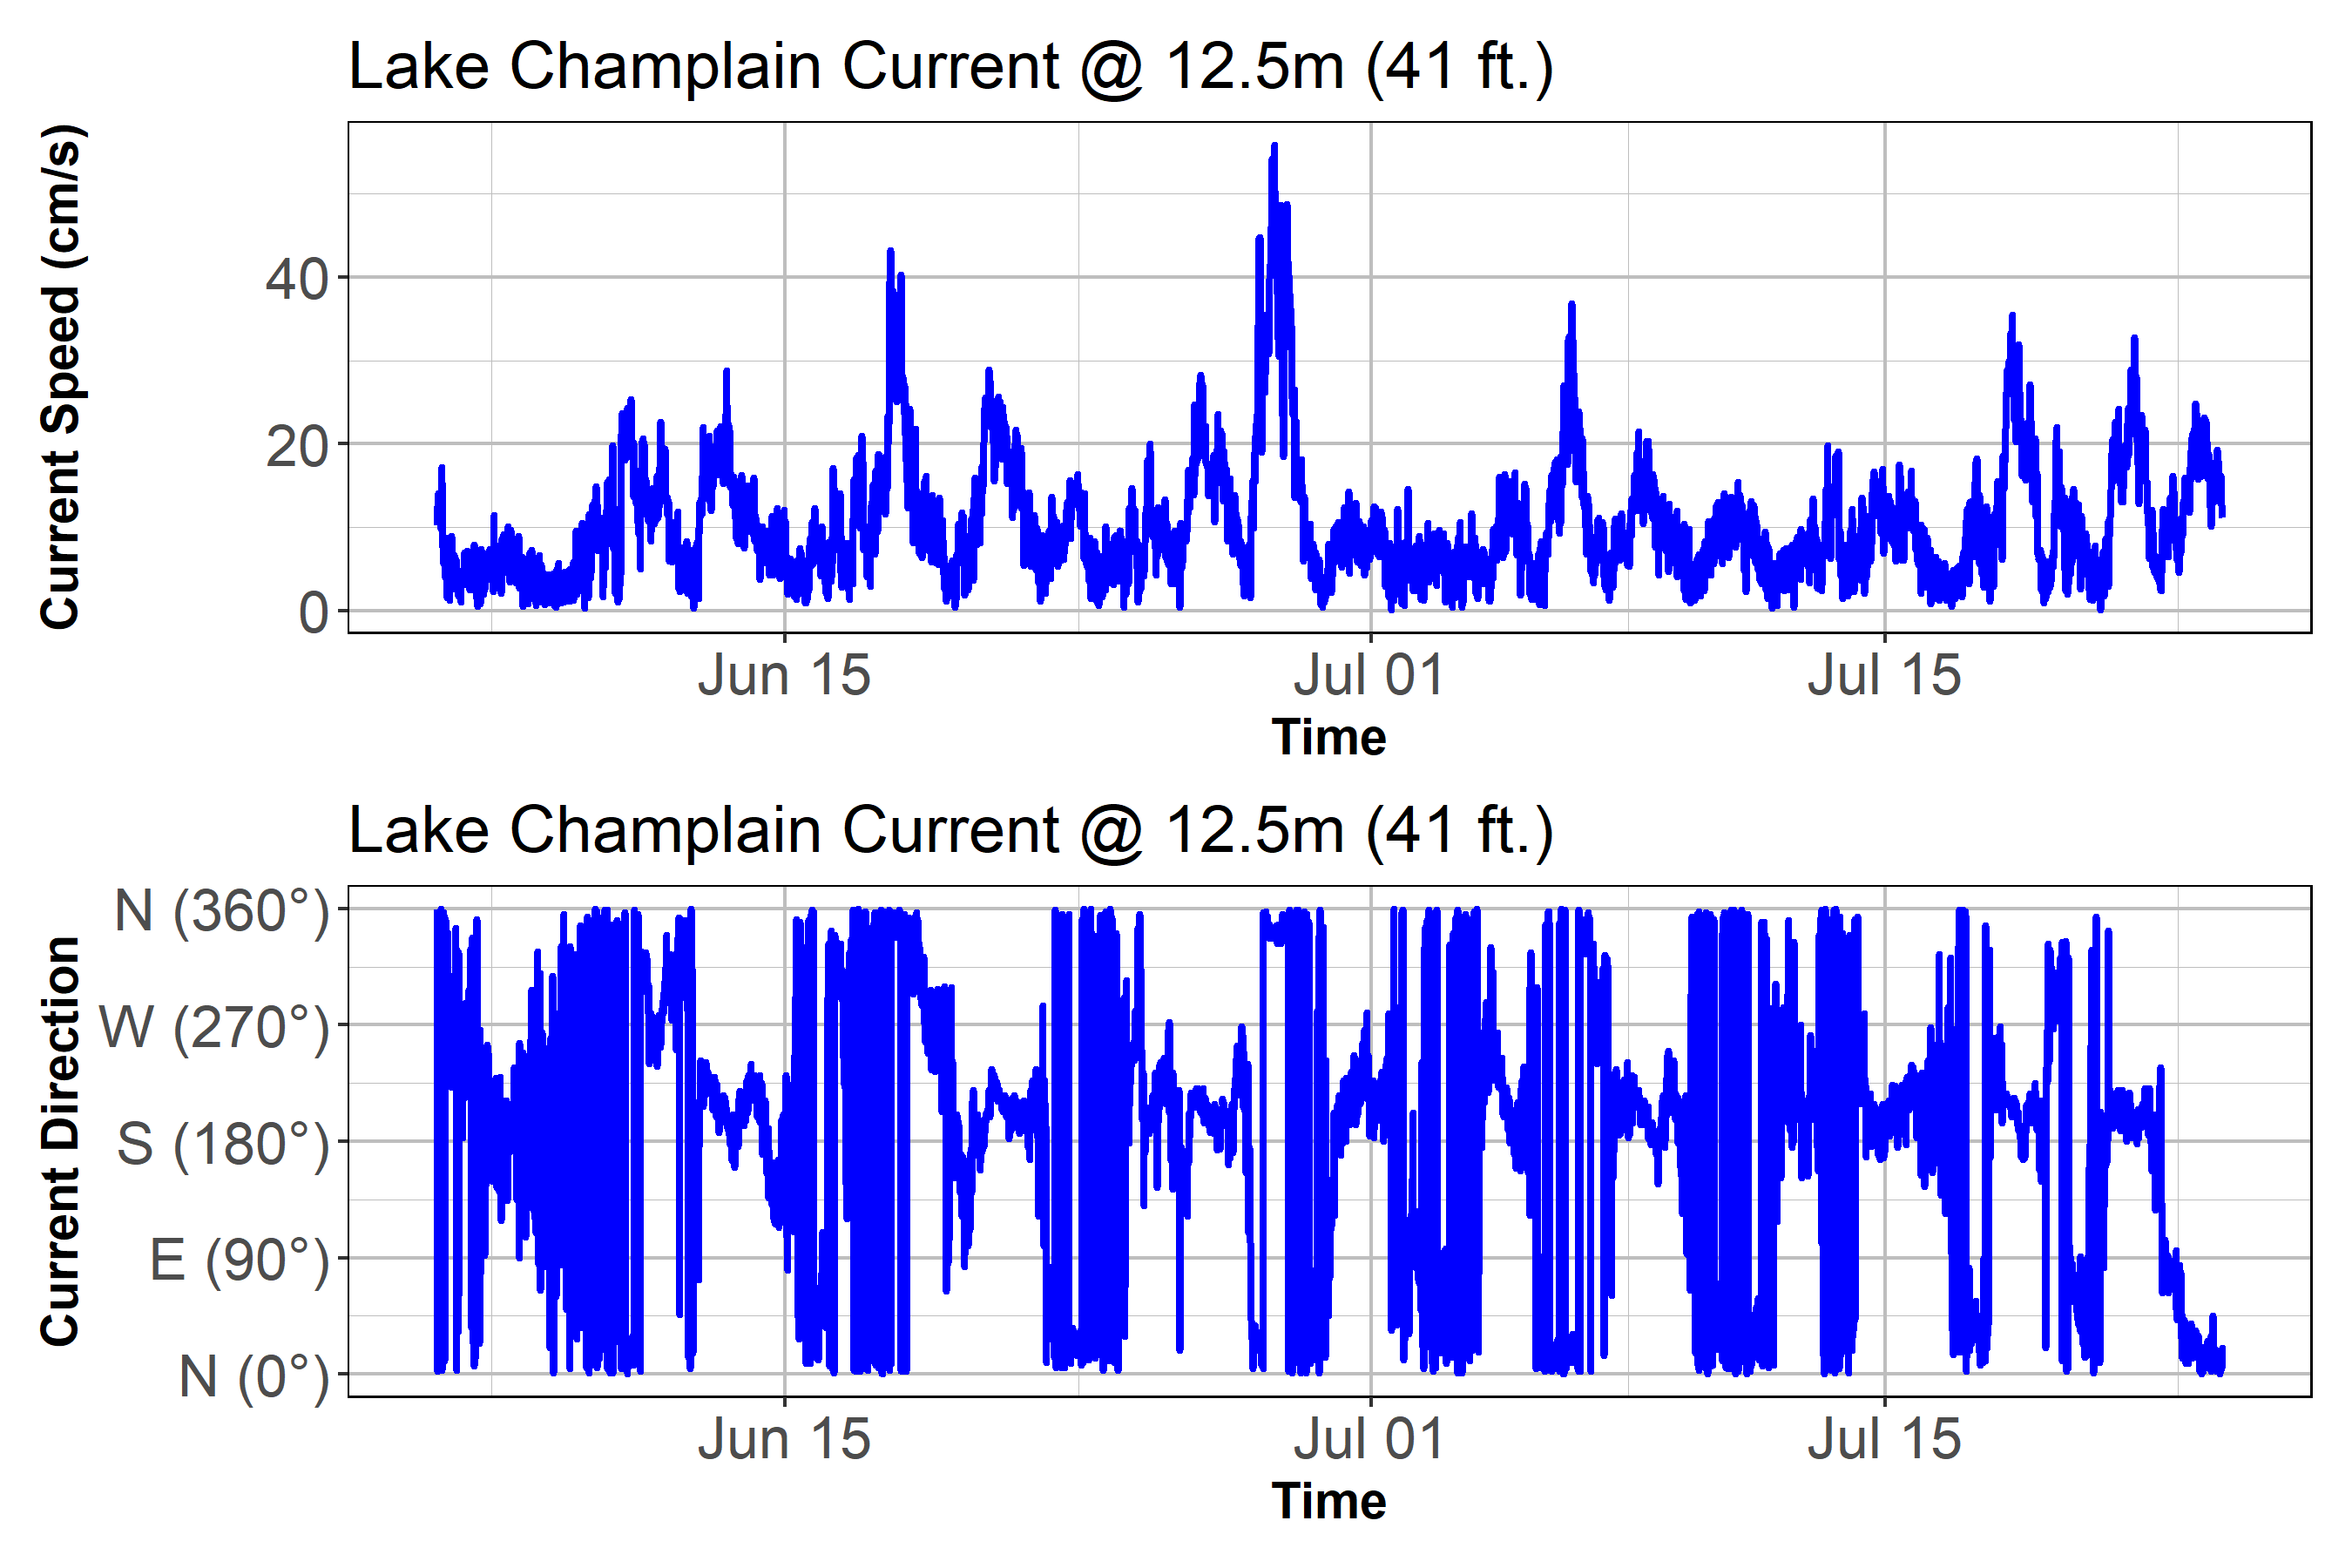 Lake Champlain Current @ 12.5m (41 ft.)
Current Speed (cm/s)
40
20
0
Jun 15
Jul 01
Jul 15
Time
Lake Champlain Current @ 12.5m (41 ft.)
Current Direction
N (360°)
W (270°)
S (180°)
E (90°)
N (0°)
Jun 15
Jul 01
Jul 15
Time